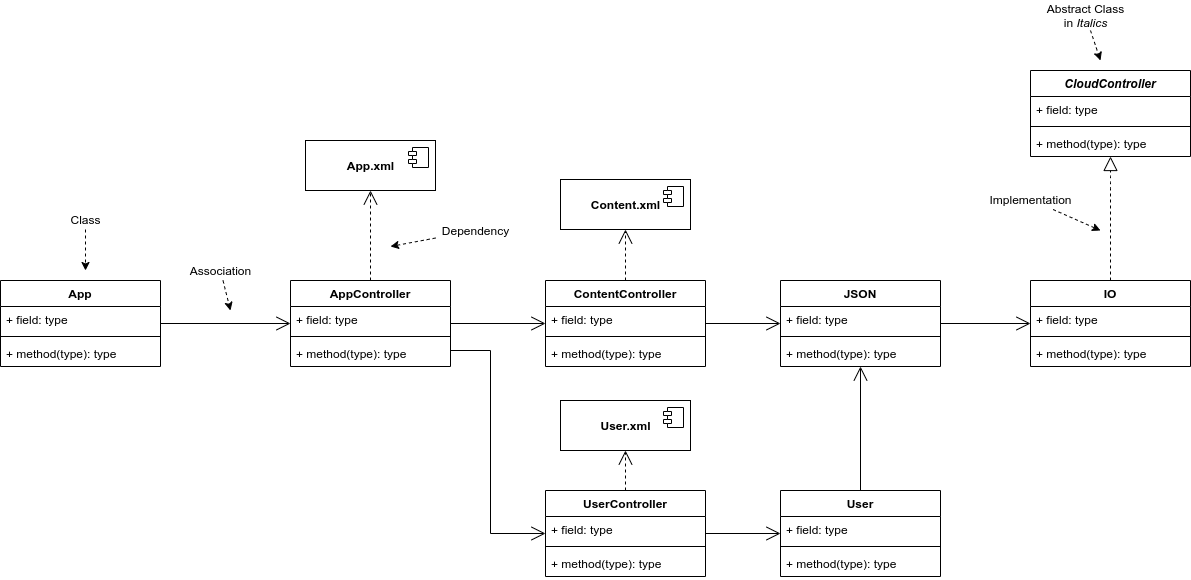 Abstract Class
in Italics
CloudController
+ field: type
+ method(type): type
App.xml
Content.xml
Implementation
Class
Dependency
Association
App
+ field: type
+ method(type): type
AppController
+ field: type
+ method(type): type
ContentController
+ field: type
+ method(type): type
JSON
+ field: type
+ method(type): type
IO
+ field: type
+ method(type): type
User.xml
UserController
+ field: type
+ method(type): type
User
+ field: type
+ method(type): type